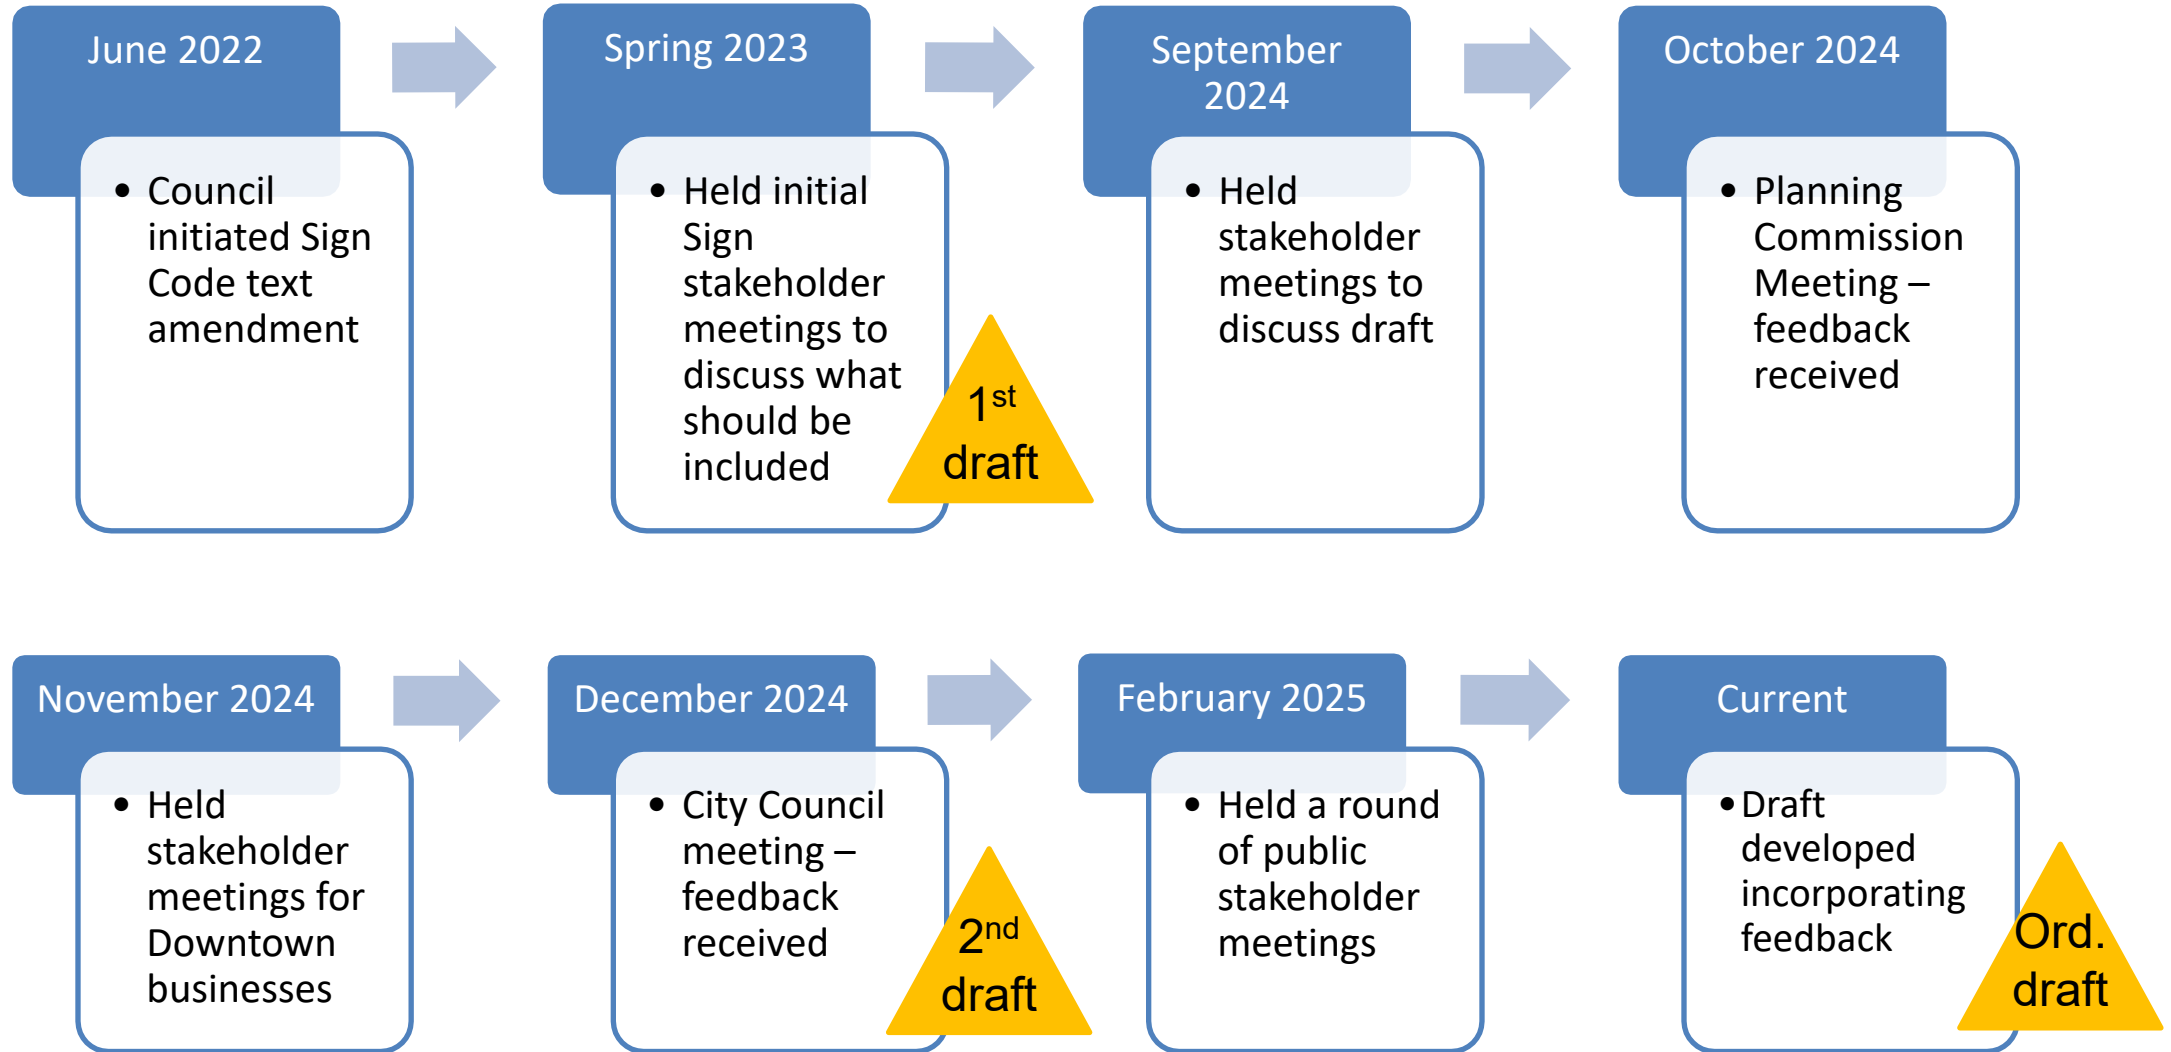 June 2022
• Council
initiated Sign
Code text
amendment
Spring 2023
• Held initial
Sign
stakeholder
meetings to
discuss what
should be
included
1st
draft
September
2024
• Held
stakeholder
meetings to
discuss draft
October 2024
• Planning
Commission
Meeting –
feedback
received
November 2024
• Held
stakeholder
meetings for
Downtown
businesses
December 2024
• City Council
meeting –
feedback
received
2nd
draft
February 2025
• Held a round
of public
stakeholder
meetings
Current
• Draft
developed
incorporating
feedback
Ord.
draft